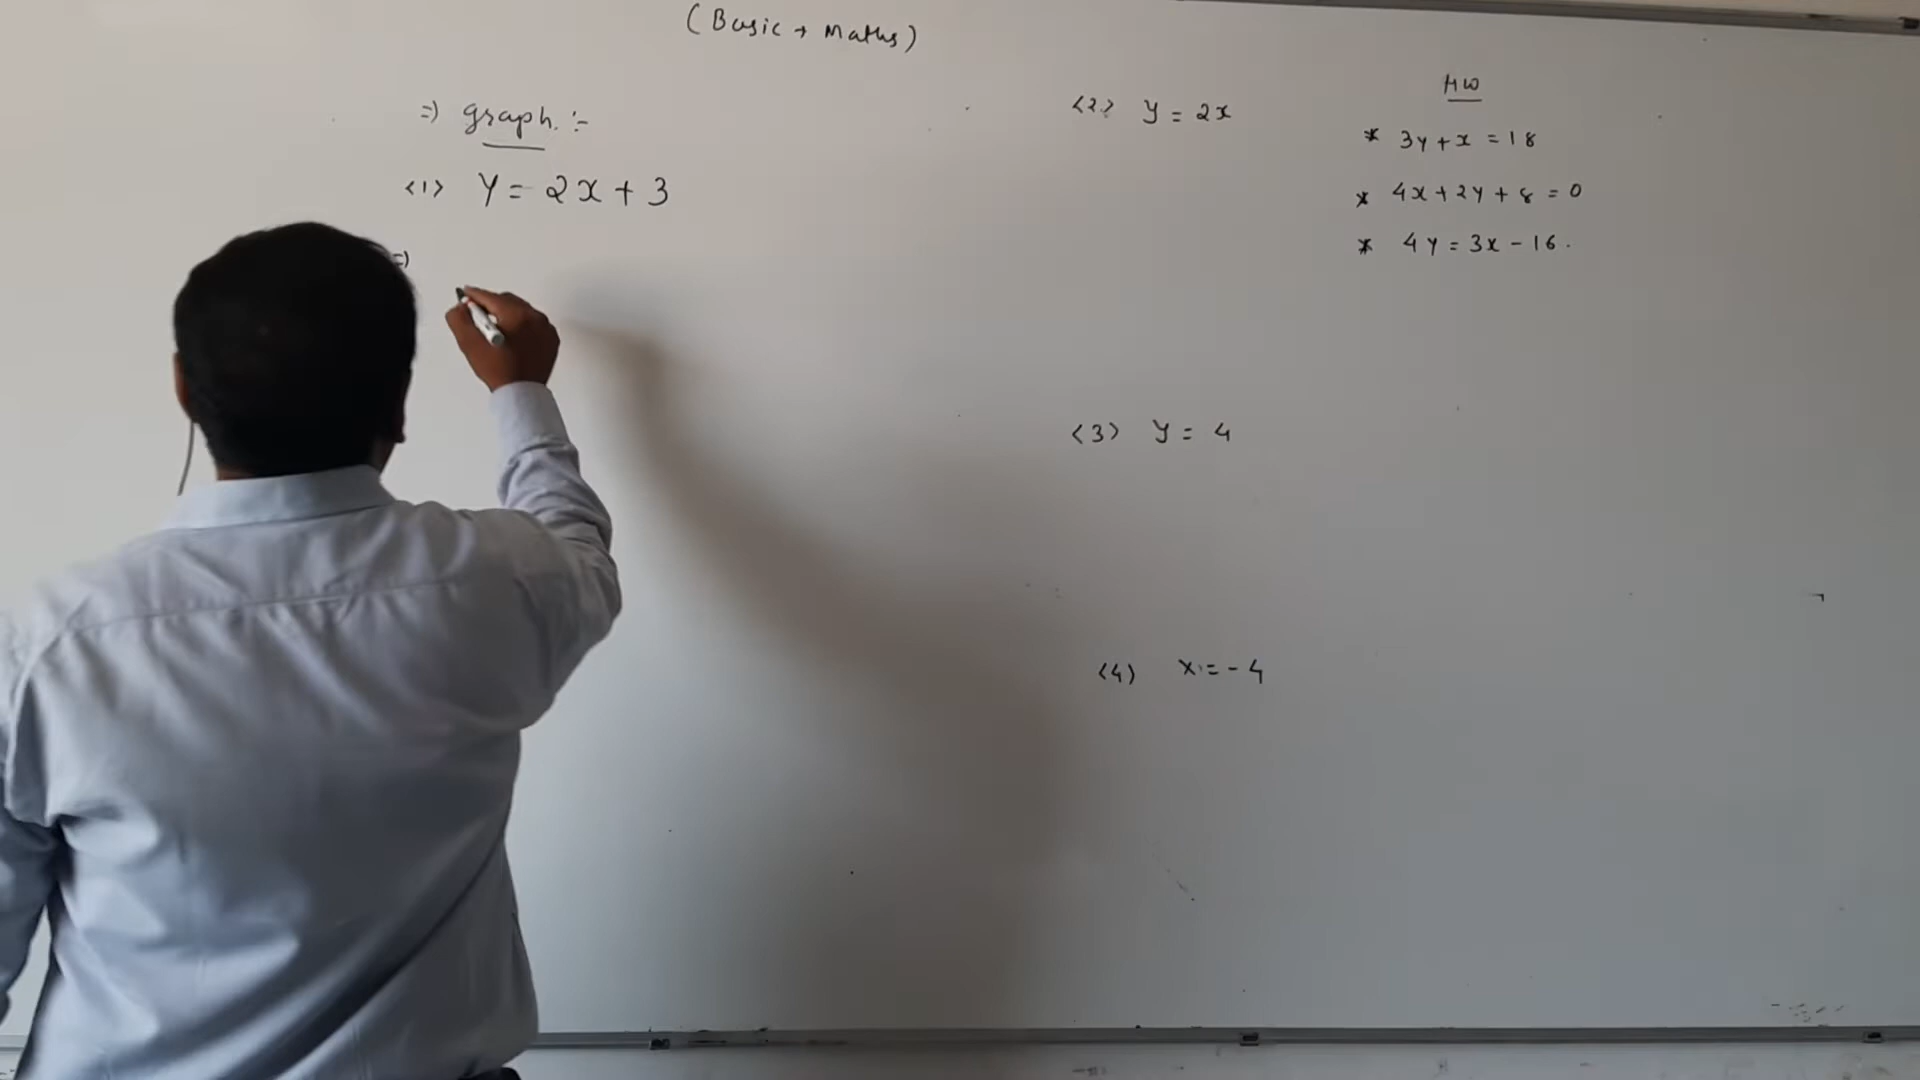 (Basic → Maths)
=> graph. :-
<1> Y = 2x + 3
=>
<2> y = 2x
<3> y = 4
<4> x = - 4
HW
* 3y + x = 18
* 4x + 2y + 8 = 0
* 4y = 3x - 16.